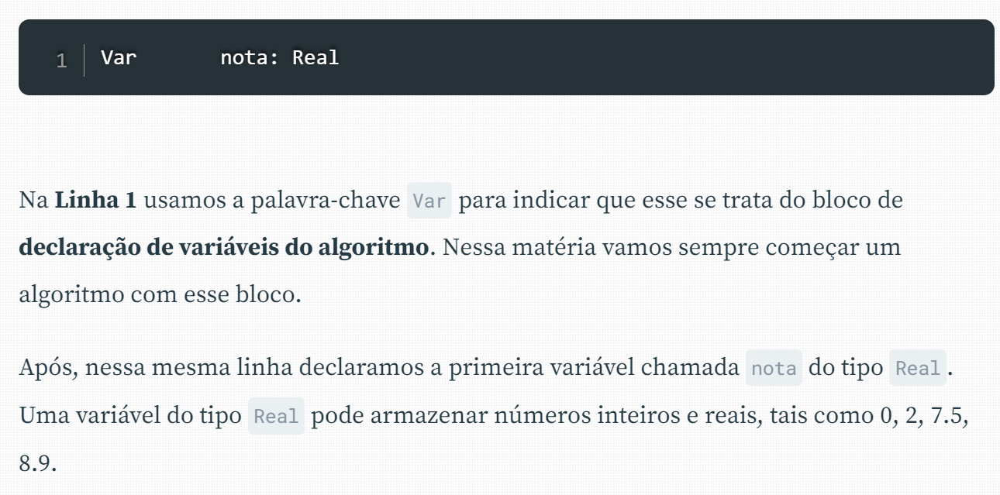 1 Var nota: Real
Na Linha 1 usamos a palavra-chave Var para indicar que esse se trata do bloco de
declaração de variáveis do algoritmo. Nessa matéria vamos sempre começar um
algoritmo com esse bloco.
Após, nessa mesma linha declaramos a primeira variável chamada nota do tipo Real.
Uma variável do tipo Real pode armazenar números inteiros e reais, tais como 0, 2, 7.5,
8.9.